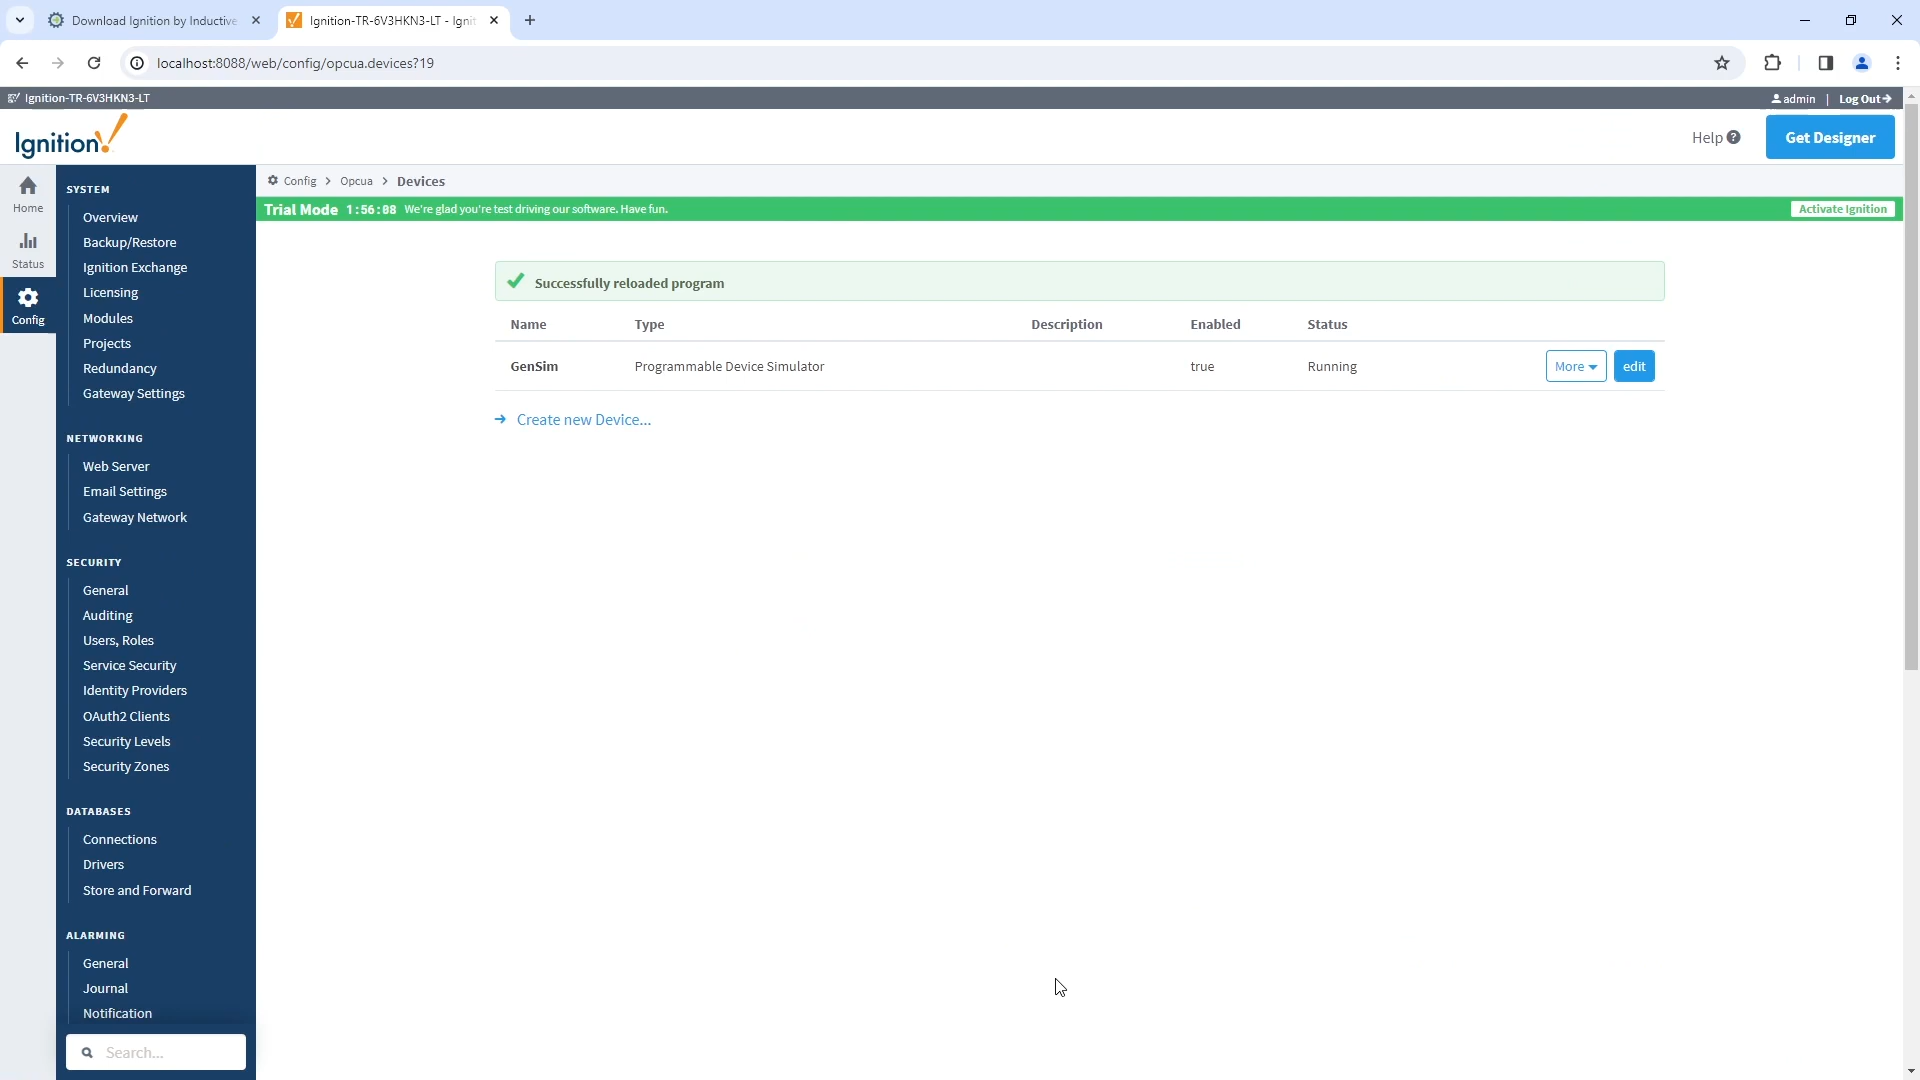 Download Ignition by Inductive
Ignition-TR-6V3HKN3-LT - Ignit
localhost:8088/web/config/opcua.devices?19
Ignition-TR-6V3HKN3-LT
admin | Log Out
Ignition!
Help ?
Get Designer
Home
Status
Config
SYSTEM
Overview
Backup/Restore
Ignition Exchange
Licensing
Modules
Projects
Redundancy
Gateway Settings
NETWORKING
Web Server
Email Settings
Gateway Network
SECURITY
General
Auditing
Users, Roles
Service Security
Identity Providers
OAuth2 Clients
Security Levels
Security Zones
DATABASES
Connections
Drivers
Store and Forward
ALARMING
General
Journal
Notification
Search...
Config > Opcua > Devices
Trial Mode 1:56:08 We're glad you're test driving our software. Have fun.
Activate Ignition
Successfully reloaded program
Name Type Description Enabled Status
GenSim Programmable Device Simulator true Running More edit
Create new Device...